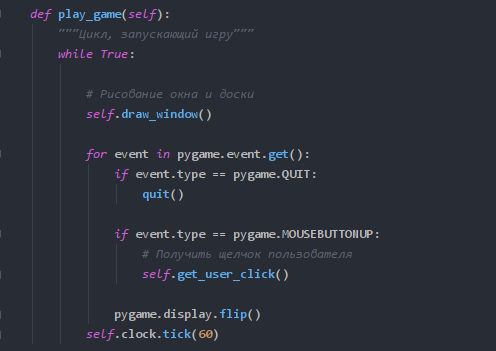 def play_game(self):
"""Цикл, запускающий игру"""
while True:
# Рисование окна и доски
self.draw_window()
for event in pygame.event.get():
if event.type == pygame.QUIT:
quit()
if event.type == pygame.MOUSEBUTTONUP:
# Получить щелчок пользователя
self.get_user_click()
pygame.display.flip()
self.clock.tick(60)